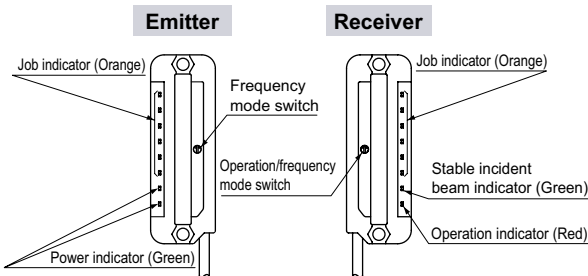 Emitter
Receiver
Job indicator (Orange)
Job indicator (Orange)
Frequency
mode switch
Operation/frequency
mode switch
Stable incident
beam indicator (Green)
Operation indicator (Red)
Power indicator (Green)